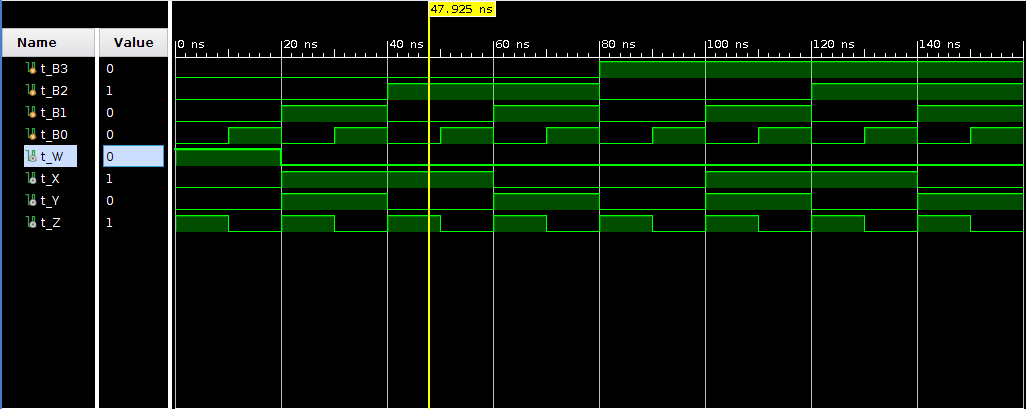 47.925 ns
Name Value
0 ns 20 ns 40 ns 60 ns 80 ns 100 ns 120 ns 140 ns
t_B3 0
t_B2 1
t_B1 0
t_B0 0
t_W 0
t_X 1
t_Y 0
t_Z 1